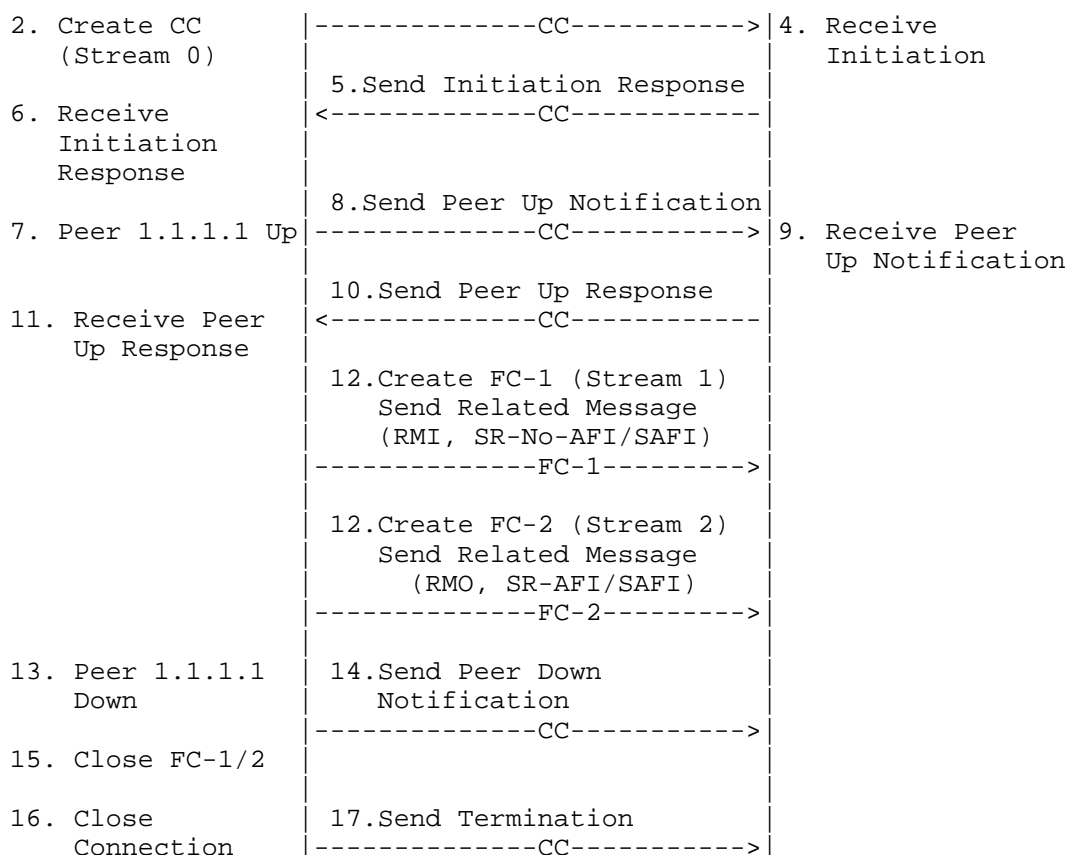 2. Create CC        |--------------CC----------->|4. Receive
   (Stream 0)       |                            |   Initiation
                    | 5.Send Initiation Response |
6. Receive          |<-------------CC------------|
   Initiation       |                            |
   Response         |                            |
                    | 8.Send Peer Up Notification|
7. Peer 1.1.1.1 Up|--------------CC----------->|9. Receive Peer
                    |                            |   Up Notification
                    | 10.Send Peer Up Response   |
11. Receive Peer    |<-------------CC------------|
    Up Response     |                            |
                    | 12.Create FC-1 (Stream 1)  |
                    |    Send Related Message    |
                    |    (RMI, SR-No-AFI/SAFI)   |
                    |--------------FC-1--------->|
                    |                            |
                    | 12.Create FC-2 (Stream 2)  |
                    |    Send Related Message    |
                    |      (RMO, SR-AFI/SAFI)    |
                    |--------------FC-2--------->|
                    |                            |
13. Peer 1.1.1.1    | 14.Send Peer Down          |
    Down            |    Notification            |
                    |--------------CC----------->|
15. Close FC-1/2    |                            |
                    |                            |
16. Close           | 17.Send Termination        |
    Connection      |--------------CC----------->|